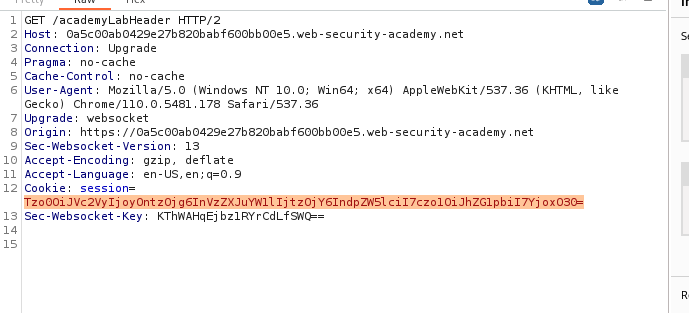 Pretty Raw Hex
1 GET /academyLabHeader HTTP/2
2 Host: 0a5c00ab0429e27b820babf600bb00e5.web-security-academy.net
3 Connection: Upgrade
4 Pragma: no-cache
5 Cache-Control: no-cache
6 User-Agent: Mozilla/5.0 (Windows NT 10.0; Win64; x64) AppleWebKit/537.36 (KHTML, like
Gecko) Chrome/110.0.5481.178 Safari/537.36
7 Upgrade: websocket
8 Origin: https://0a5c00ab0429e27b820babf600bb00e5.web-security-academy.net
9 Sec-Websocket-Version: 13
10 Accept-Encoding: gzip, deflate
11 Accept-Language: en-US,en;q=0.9
12 Cookie: session=
Tzo0OiJVc2VyIjoyOntzOjg6InVzZXJuYW1lIjtzOjY6IndpZW5lciI7czo1OiJhZG1pbiI7YjoxO30=
13 Sec-Websocket-Key: KThWAHqEjbz1RYrCdLfSWQ==
14
15